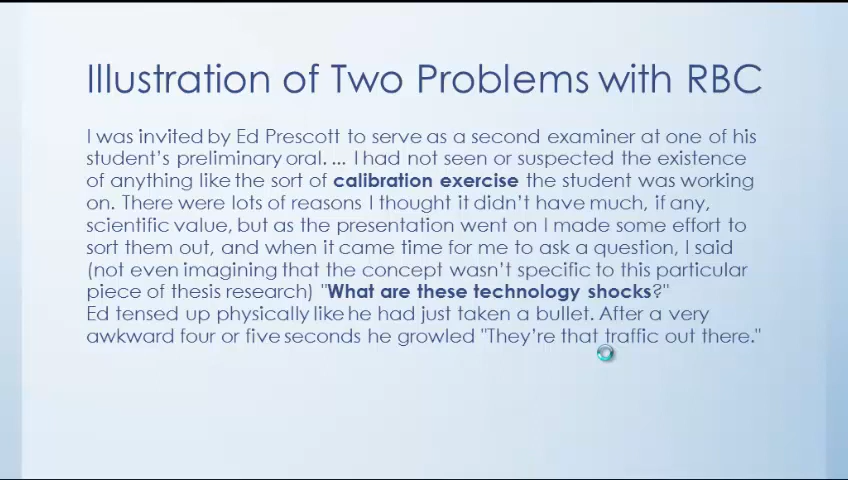 Illustration of Two Problems with RBC
I was invited by Ed Prescott to serve as a second examiner at one of his
student's preliminary oral. ... I had not seen or suspected the existence
of anything like the sort of calibration exercise the student was working
on. There were lots of reasons I thought it didn't have much, if any,
scientific value, but as the presentation went on I made some effort to
sort them out, and when it came time for me to ask a question, I said
(not even imagining that the concept wasn't specific to this particular
piece of thesis research) "What are these technology shocks?"
Ed tensed up physically like he had just taken a bullet. After a very
awkward four or five seconds he growled "They're that traffic out there."